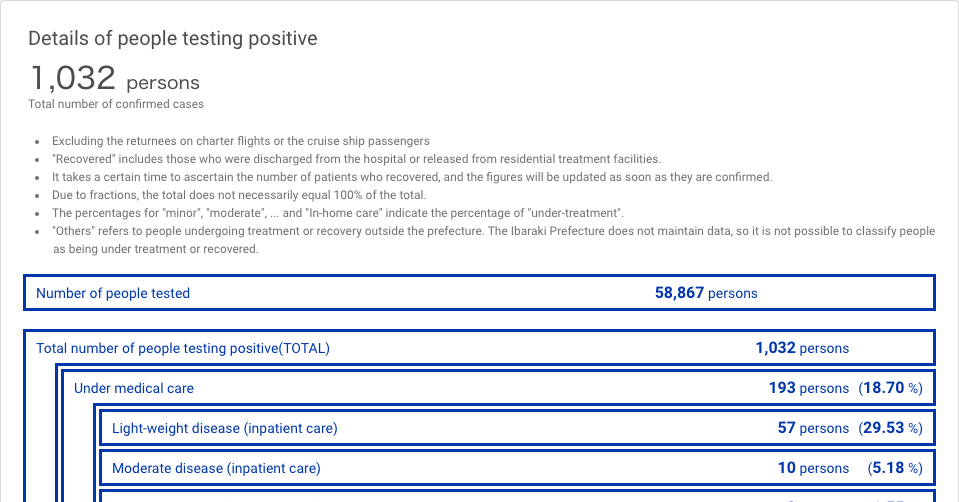 Details of people testing positive
1,032 persons
Total number of confirmed cases
• Excluding the returnees on charter flights or the cruise ship passengers
• "Recovered" includes those who were discharged from the hospital or released from residential treatment facilities.
• It takes a certain time to ascertain the number of patients who recovered, and the figures will be updated as soon as they are confirmed.
• Due to fractions, the total does not necessarily equal 100% of the total.
• The percentages for "minor", "moderate", ... and "In-home care" indicate the percentage of "under-treatment".
• "Others" refers to people undergoing treatment or recovery outside the prefecture. The Ibaraki Prefecture does not maintain data, so it is not possible to classify people
as being under treatment or recovered.
Number of people tested 58,867 persons
Total number of people testing positive(TOTAL) 1,032 persons
Under medical care 193 persons (18.70 %)
Light-weight disease (inpatient care) 57 persons (29.53 %)
Moderate disease (inpatient care) 10 persons (5.18 %)